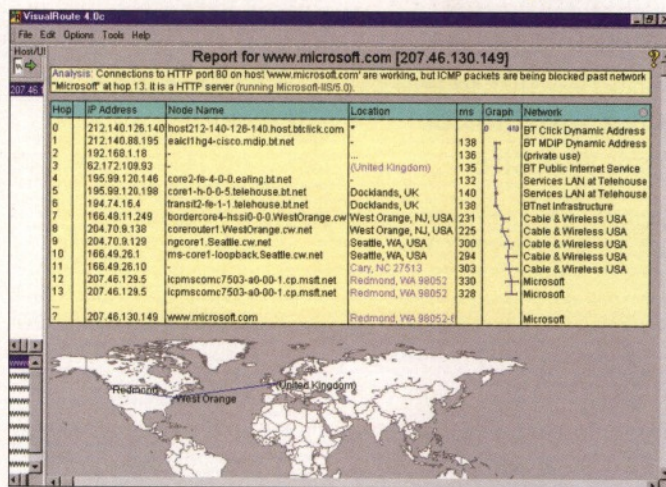 VisualRoute 4.0c
File Edit Options Tools Help
Host/U
Report for www.microsoft.com [207.46.130.149]
Analysis: Connections to HTTP port 80 on host 'www.microsoft.com' are working, but ICMP packets are being blocked past network
"Microsoft" at hop 13. It is a HTTP server (running Microsoft-IIS/5.0).
207.46
Hop IP Address Node Name Location ms Graph Network
0 212.140.126.140 host212-140-126-140.host.btclick.com * 0 BT Click Dynamic Address
1 212.140.88.195 ealcl1hg4-cisco.mdip.bt.net - 138 BT MDIP Dynamic Address
2 192.168.1.18 - ... 136 (private use)
3 62.172.109.93 - (United Kingdom) 135 BT Public Internet Service
4 195.99.120.146 core2-fe-4-0-0.ealing.bt.net - 132 Services LAN at Telehouse
5 195.99.120.198 core1-h-0-0-5.telehouse.bt.net Docklands, UK 140 Services LAN at Telehouse
6 194.74.16.4 transit2-fe-1-1.telehouse.bt.net Docklands, UK 138 BTnet Infrastructure
7 166.48.11.249 bordercore4-hssi0-0-0.WestOrange.cw West Orange, NJ, USA 231 Cable & Wireless USA
8 204.70.9.138 corerouter1.WestOrange.cw.net West Orange, NJ, USA 225 Cable & Wireless USA
9 204.70.9.129 ngcore1.Seattle.cw.net Seattle, WA, USA 300 Cable & Wireless USA
10 166.49.26.1 ms-core1-loopback.Seattle.cw.net Seattle, WA, USA 294 Cable & Wireless USA
11 166.49.26.10 - Cary, NC 27513 303 Cable & Wireless USA
12 207.46.129.5 icpmscomc7503-a0-00-1.cp.msft.net Redmond, WA 98052 330 Microsoft
13 207.46.129.5 icpmscomc7503-a0-00-1.cp.msft.net Redmond, WA 98052 328 Microsoft
...
? 207.46.130.149 www.microsoft.com Redmond, WA 98052- Microsoft
Redmond
West Orange
(United Kingdom)